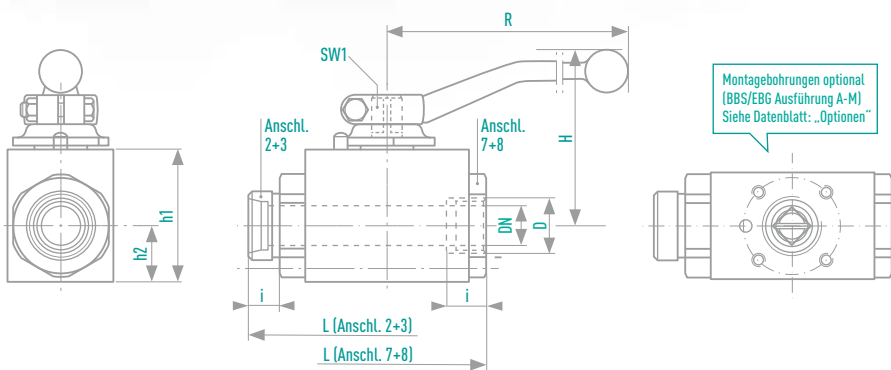 R
SW1
Montagebohrungen optional
(BBS/EBG Ausführung A-M)
Siehe Datenblatt: „Optionen“
Anschl.
2+3
Anschl.
7+8
H
h1
h2
DN
D
i
i
L (Anschl. 2+3)
L (Anschl. 7+8)